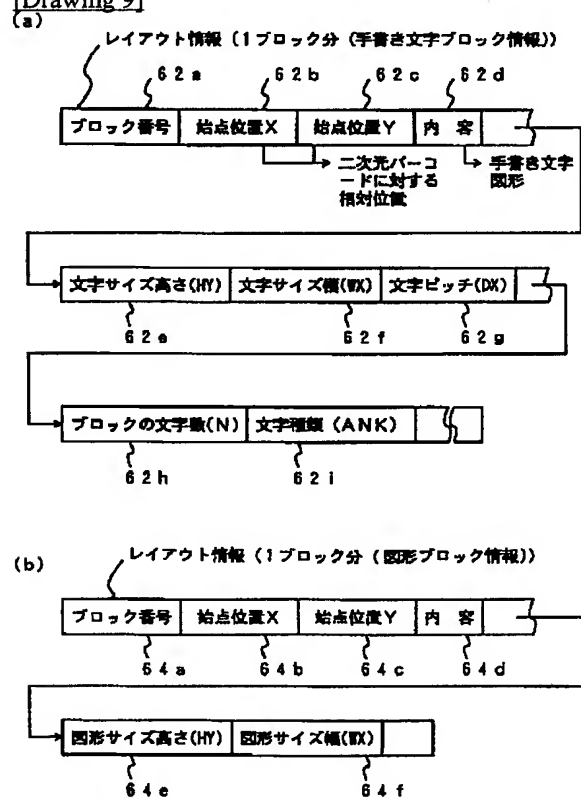 [Drawing 9]
(a)
レイアウト情報 (1ブロック分 (手書き文字ブロック情報))
62a 62b 62c 62d
ブロック番号 始点位置X 始点位置Y 内 容
二次元バーコードに対する相対位置
手書き文字図形
文字サイズ高さ(HY) 文字サイズ幅(WX) 文字ピッチ(DX)
62e 62f 62g
ブロックの文字数(N) 文字種類 (ANK)
62h 62i
(b)
レイアウト情報 (1ブロック分 (図形ブロック情報))
ブロック番号 始点位置X 始点位置Y 内 容
64a 64b 64c 64d
図形サイズ高さ(HY) 図形サイズ幅(WX)
64e 64f